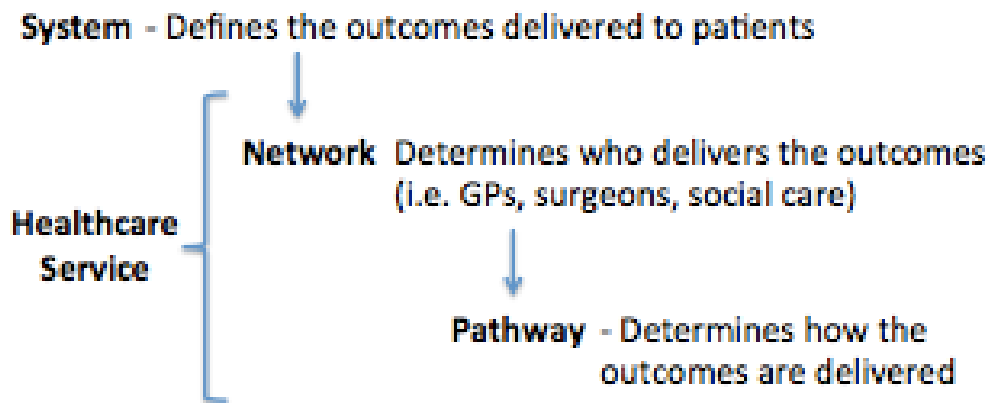 System - Defines the outcomes delivered to patients
Network Determines who delivers the outcomes
(i.e. GPs, surgeons, social care)
Healthcare
Service
Pathway - Determines how the
outcomes are delivered